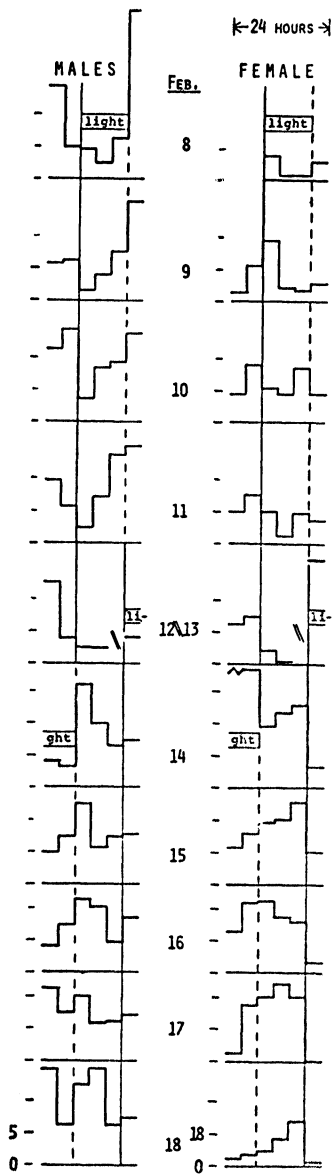 |←24 HOURS→|
MALES FEB. FEMALE
light 8 light
9
10
11
li- 12\\13 li-
ght 14 ght
15
16
17
5 18 18
0 0